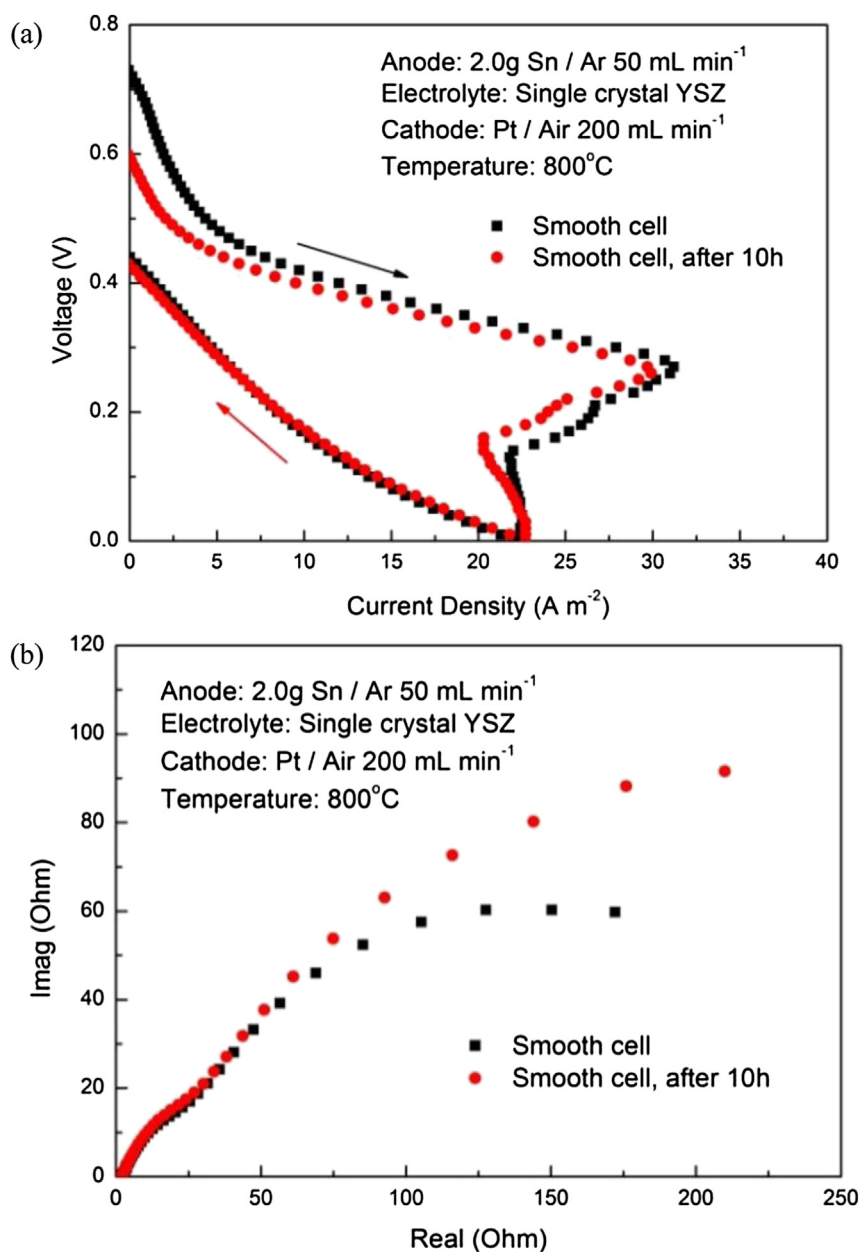 (a)
0.8
0.6
0.4
0.2
0.0
Voltage (V)
Anode: 2.0g Sn / Ar 50 mL min⁻¹
Electrolyte: Single crystal YSZ
Cathode: Pt / Air 200 mL min⁻¹
Temperature: 800°C
Smooth cell
Smooth cell, after 10h
0 5 10 15 20 25 30 35 40
Current Density (A m⁻²)
(b)
120
100
80
60
40
20
0
Imag (Ohm)
Anode: 2.0g Sn / Ar 50 mL min⁻¹
Electrolyte: Single crystal YSZ
Cathode: Pt / Air 200 mL min⁻¹
Temperature: 800°C
Smooth cell
Smooth cell, after 10h
0 50 100 150 200 250
Real (Ohm)